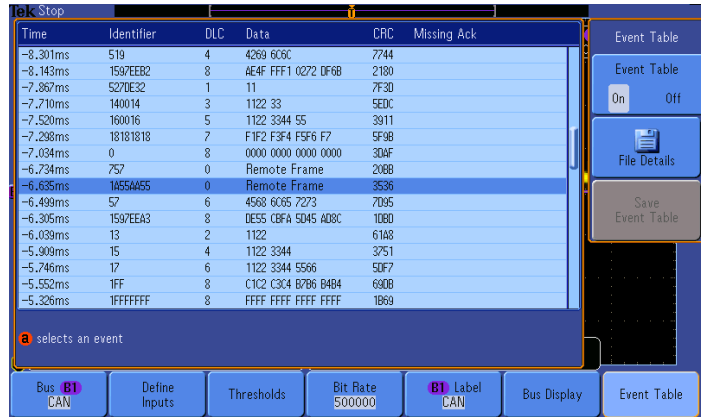 Tek Stop
Time Identifier DLC Data CRC Missing Ack
-8.301ms 519 4 4269 6C6C 7744
-8.143ms 1597EEB2 8 AE4F FFF1 0272 DF6B 2180
-7.867ms 527DE32 1 11 7F3D
-7.710ms 140014 3 1122 33 5EDC
-7.520ms 160016 5 1122 3344 55 3911
-7.298ms 18181818 7 F1F2 F3F4 F5F6 F7 5F9B
-7.034ms 0 8 0000 0000 0000 0000 3DAF
-6.734ms 757 0 Remote Frame 20BB
-6.635ms 1A55AA55 0 Remote Frame 3536
-6.499ms 57 6 4568 6C65 7273 7D95
-6.305ms 1597EEA3 8 DE55 CBFA 5D45 AD8C 1DBD
-6.039ms 13 2 1122 61A8
-5.909ms 15 4 1122 3344 3751
-5.746ms 17 6 1122 3344 5566 5DF7
-5.552ms 1FF 8 C1C2 C3C4 B7B6 B4B4 69DB
-5.326ms 1FFFFFFF 8 FFFF FFFF FFFF FFFF 1B69
a selects an event
Event Table
Event Table
On Off
File Details
Save
Event Table
Bus B1
CAN
Define
Inputs
Thresholds
Bit Rate
500000
B1 Label
CAN
Bus Display
Event Table